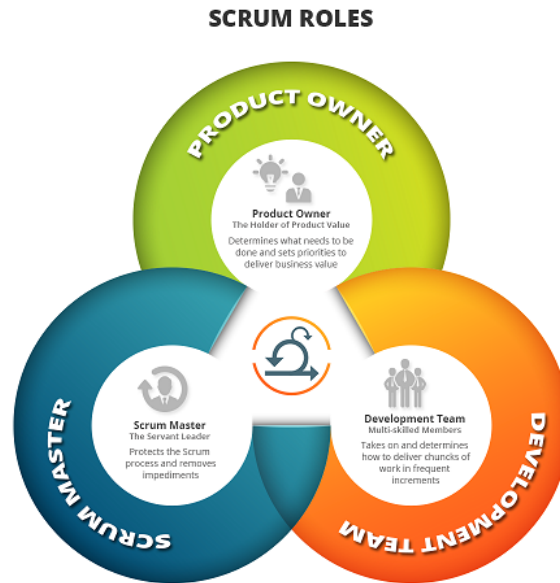 SCRUM ROLES
PRODUCT OWNER
Product Owner
The Holder of Product Value
Determines what needs to be
done and sets priorities to
deliver business value
SCRUM MASTER
Scrum Master
The Servant Leader
Protects the Scrum
process and removes
impediments
Development Team
Multi-skilled Members
Takes on and determines
how to deliver chuncks of
work in frequent
increments
DEVELOPMENT TEAM